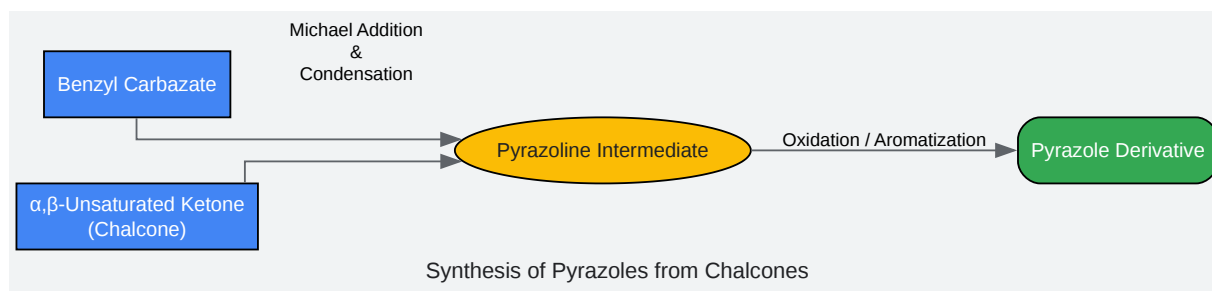 Michael Addition
&
Condensation
Benzyl Carbazate
Pyrazoline Intermediate
Oxidation / Aromatization
Pyrazole Derivative
α,β-Unsaturated Ketone
(Chalcone)
Synthesis of Pyrazoles from Chalcones